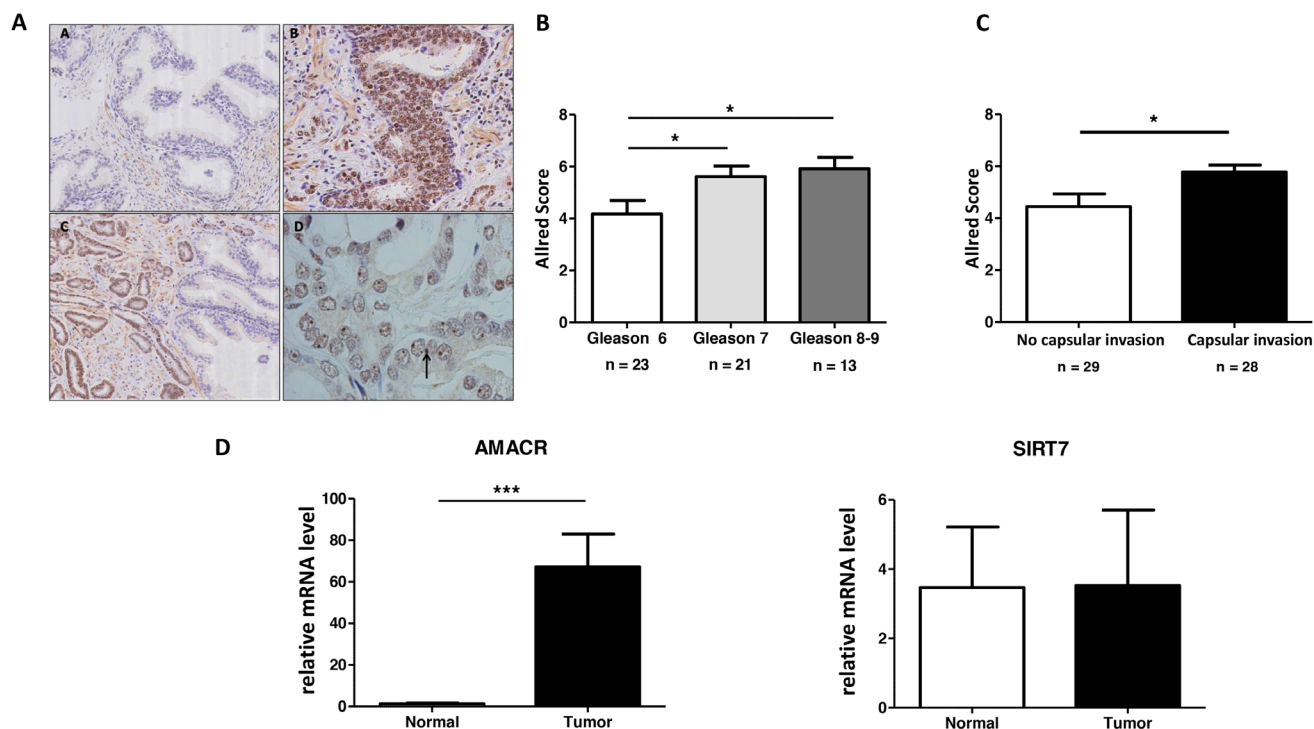 A
A
B
C
D
B
*
*
Allred Score
8
6
4
2
0
Gleason 6
Gleason 7
Gleason 8-9
n = 23
n = 21
n = 13
C
*
Allred Score
8
6
4
2
0
No capsular invasion
Capsular invasion
n = 29
n = 28
D
AMACR
***
relative mRNA level
100
80
60
40
20
0
Normal
Tumor
SIRT7
relative mRNA level
6
4
2
0
Normal
Tumor